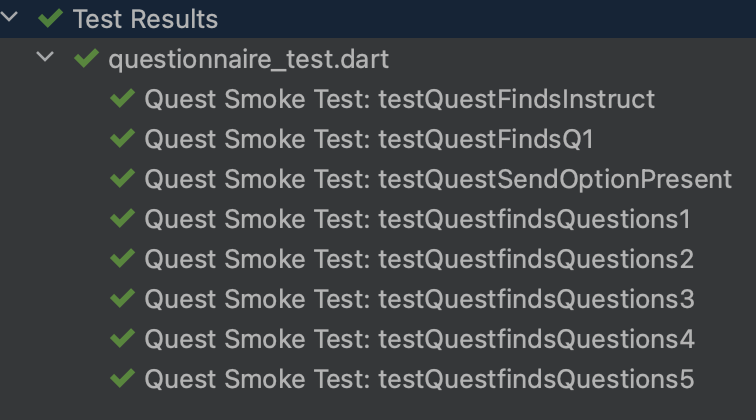 Test Results
questionnaire_test.dart
Quest Smoke Test: testQuestFindsInstruct
Quest Smoke Test: testQuestFindsQ1
Quest Smoke Test: testQuestSendOptionPresent
Quest Smoke Test: testQuestfindsQuestions1
Quest Smoke Test: testQuestfindsQuestions2
Quest Smoke Test: testQuestfindsQuestions3
Quest Smoke Test: testQuestfindsQuestions4
Quest Smoke Test: testQuestfindsQuestions5